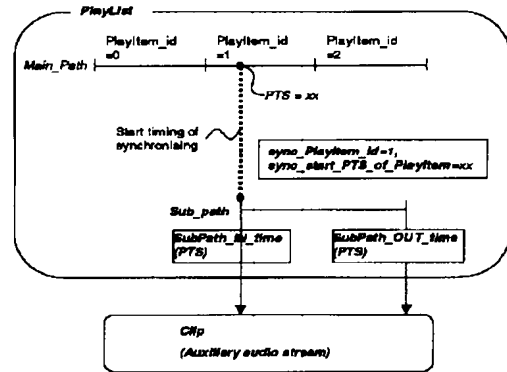 PlayList
PlayItem_id
=0
PlayItem_id
=1
PlayItem_id
=2
Main_Path
PTS = xx
Start timing of
synchronising
sync_PlayItem_id=1,
sync_start_PTS_of_PlayItem=xx
Sub_path
SubPath_IN_time
(PTS)
SubPath_OUT_time
(PTS)
Clip
(Auxiliary audio stream)